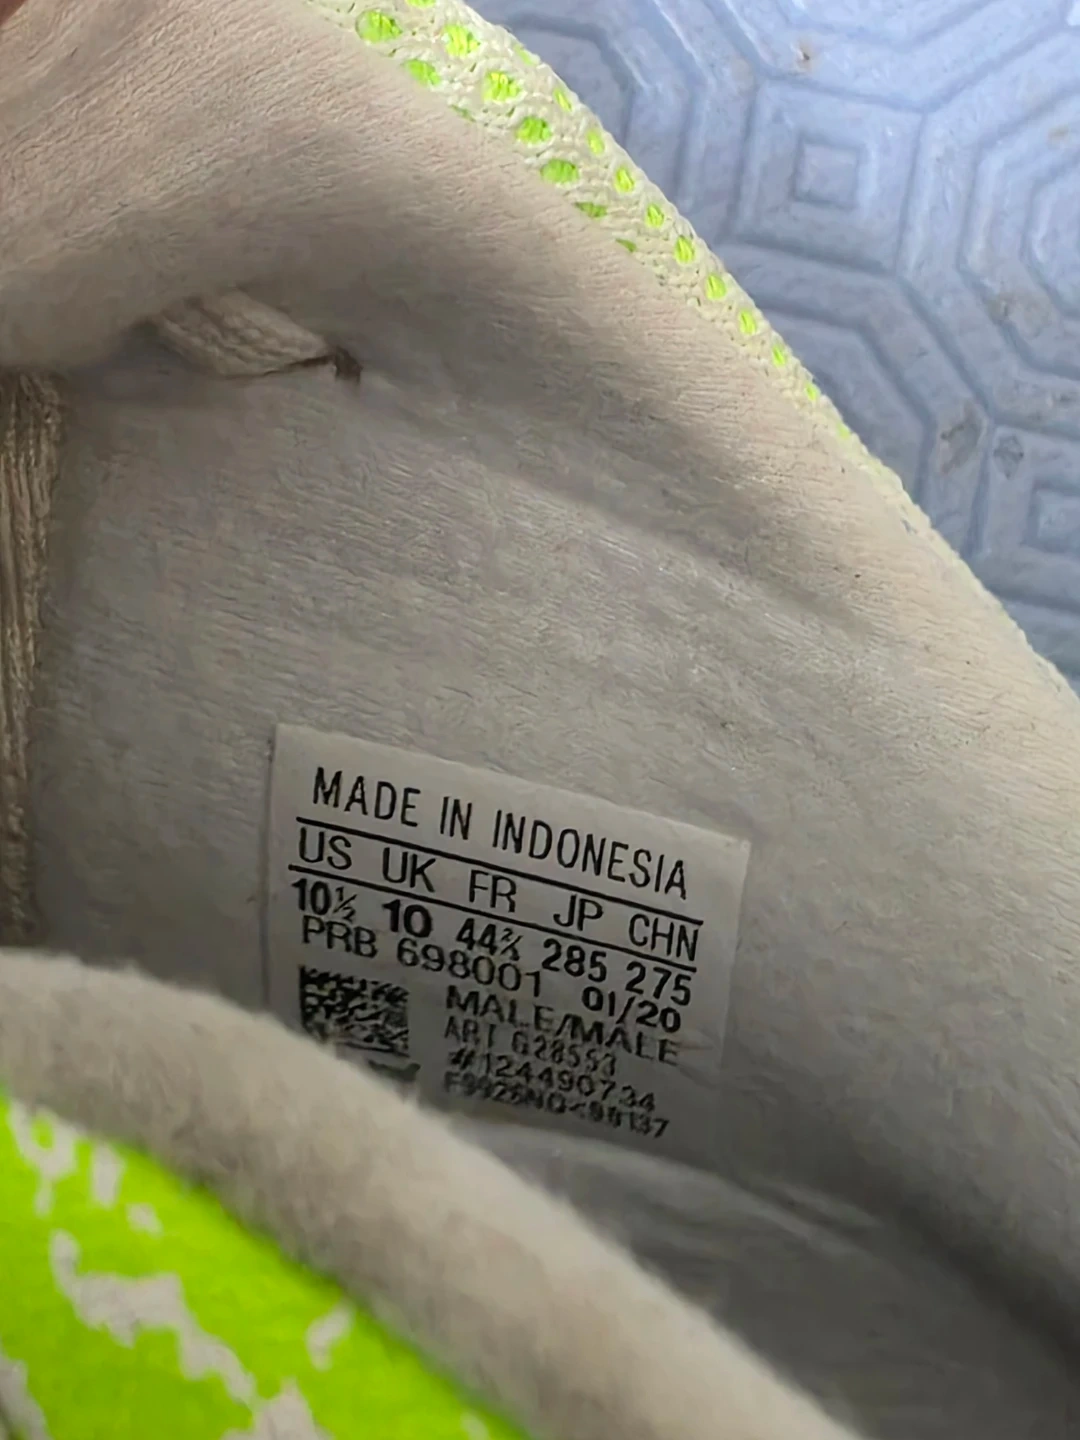 MADE IN INDONESIA
US UK FR JP CHN
10½ 10 44⅔ 285 275
PRB 698001 01/20
MALE/MALE
ART G28553
#124490734